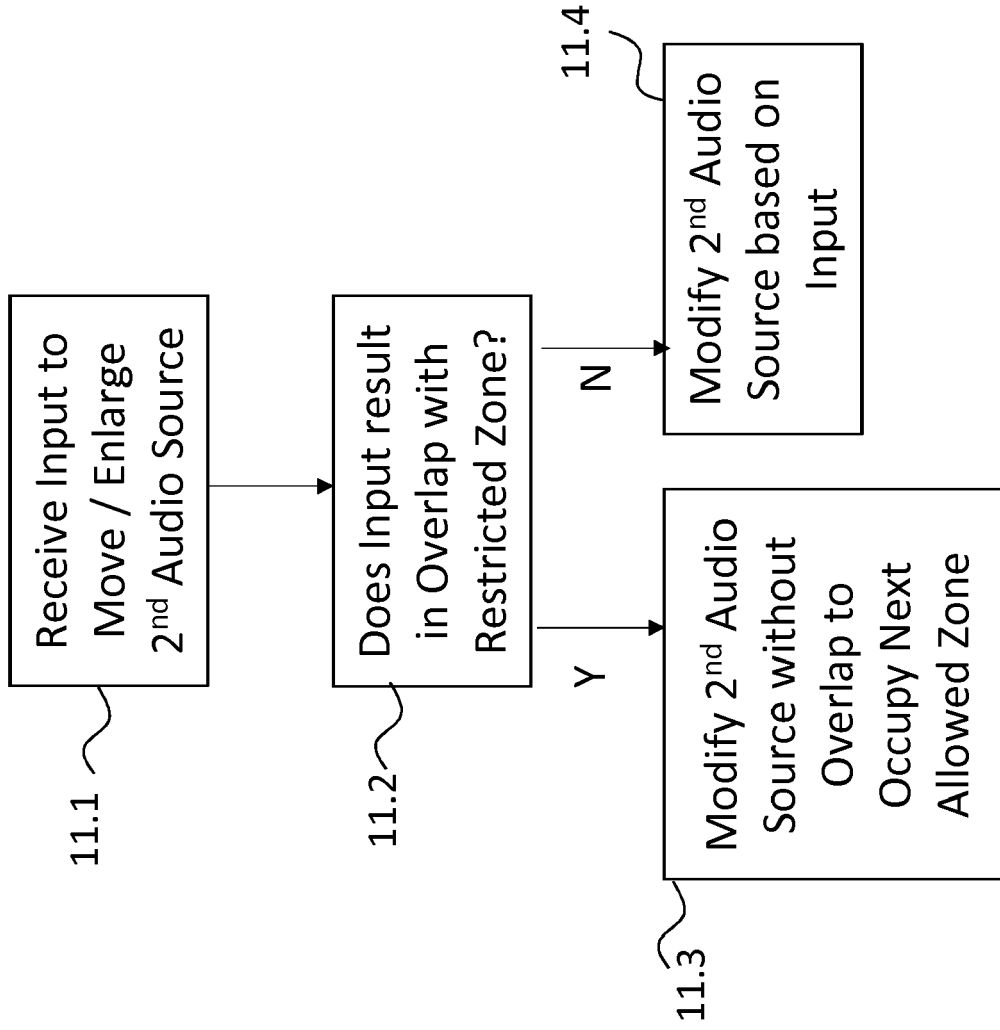 11.1
Receive Input to
Move / Enlarge
2nd Audio Source
11.2
Does Input result
in Overlap with
Restricted Zone?
Y
N
11.3
Modify 2nd Audio
Source without
Overlap to
Occupy Next
Allowed Zone
11.4
Modify 2nd Audio
Source based on
Input